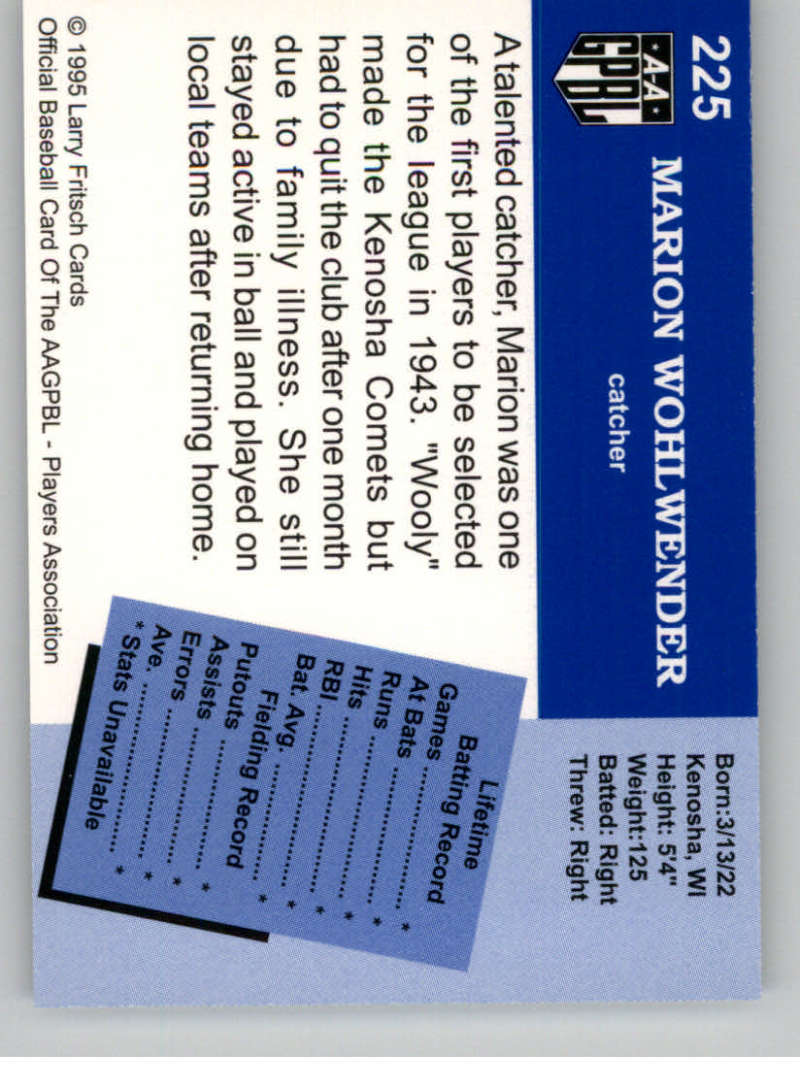 225
A-A
GPBL
MARION WOHLWENDER
catcher
Born:3/13/22
Kenosha, WI
Height: 5'4"
Weight:125
Batted: Right
Threw: Right
A talented catcher, Marion was one
of the first players to be selected
for the league in 1943. "Wooly"
made the Kenosha Comets but
had to quit the club after one month
due to family illness. She still
stayed active in ball and played on
local teams after returning home.
Lifetime
Batting Record
Games .......................... *
At Bats .......................... *
Runs .............................. *
Hits ................................ *
RBI ................................. *
Bat. Avg. ........................ *
Fielding Record
Putouts .......................... *
Assists ........................... *
Errors ............................. *
Ave. ................................ *
* Stats Unavailable
© 1995 Larry Fritsch Cards
Official Baseball Card Of The AAGPBL - Players Association